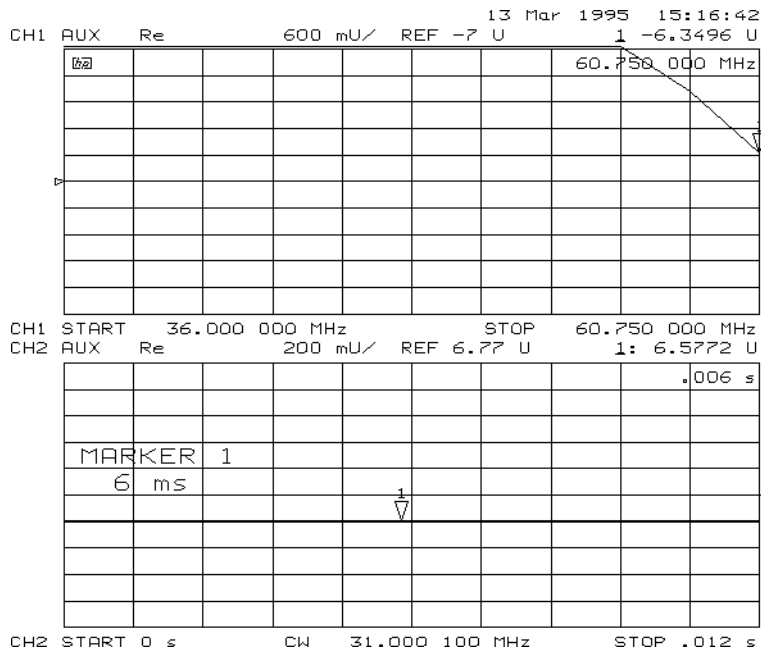 13 Mar 1995 15:16:42
CH1 AUX Re 600 mU/ REF -7 U 1 -6.3496 U
hp 60.750 000 MHz
1
CH1 START 36.000 000 MHz STOP 60.750 000 MHz
CH2 AUX Re 200 mU/ REF 6.77 U 1: 6.5772 U
.006 s
MARKER 1
6 ms
1
CH2 START 0 s CW 31.000 100 MHz STOP .012 s